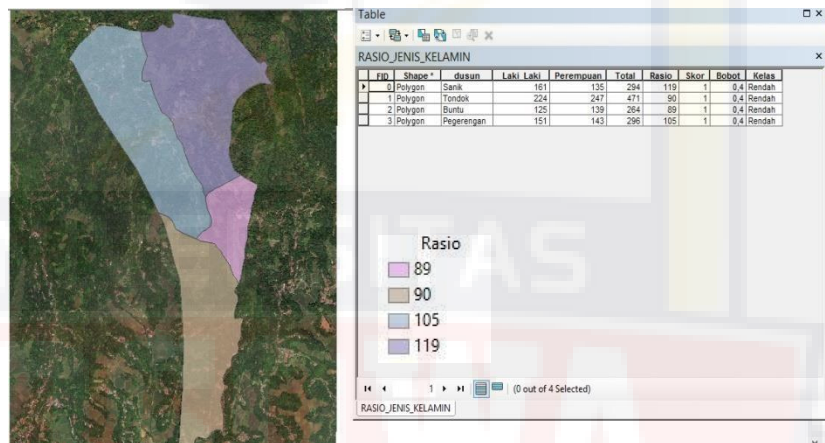 Table
RASIO_JENIS_KELAMIN
FID Shape * dusun Laki_Laki Perempuan Total Rasio Skor Bobot Kelas
0 Polygon Sanik 161 135 294 119 1 0,4 Rendah
1 Polygon Tondok 224 247 471 90 1 0,4 Rendah
2 Polygon Buntu 125 139 264 89 1 0,4 Rendah
3 Polygon Pegerengan 151 143 296 105 1 0,4 Rendah
SITAS
Rasio
89
90
105
119
1 (0 out of 4 Selected)
RASIO_JENIS_KELAMIN